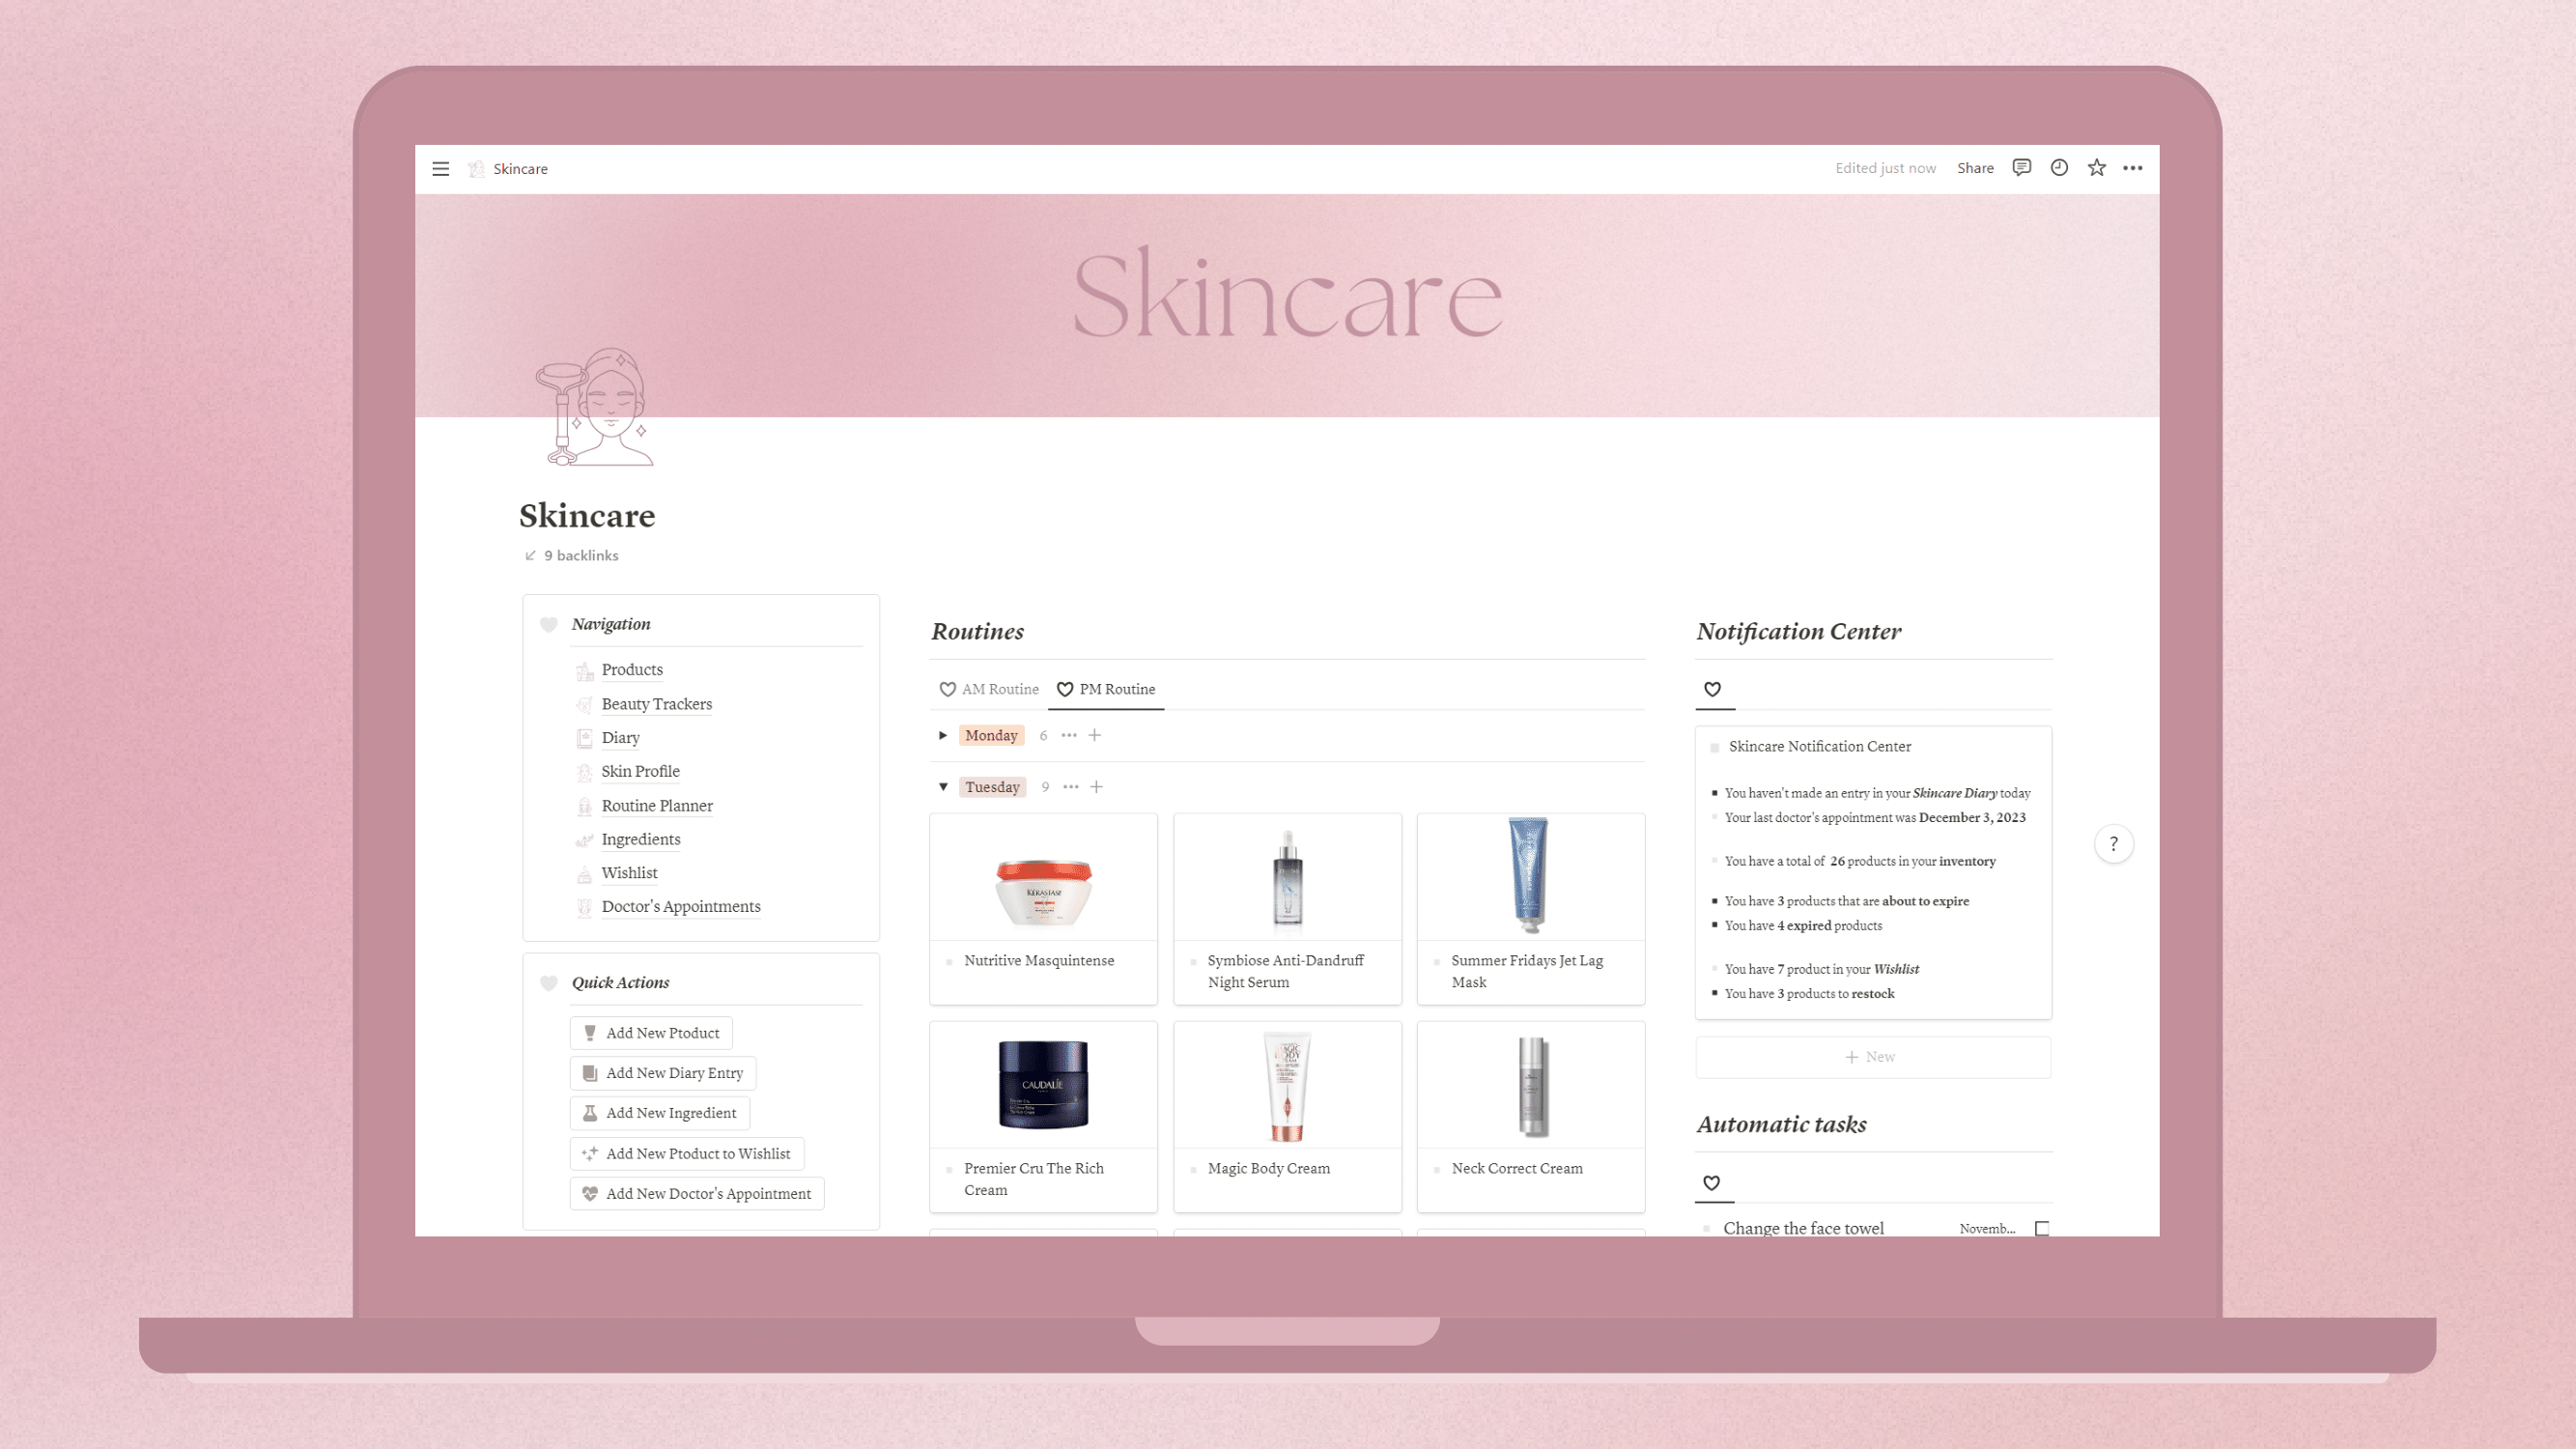 Skincare
Edited just now
Share
Skincare
Skincare
9 backlinks
Navigation
Products
Beauty Trackers
Diary
Skin Profile
Routine Planner
Ingredients
Wishlist
Doctor's Appointments
Quick Actions
Add New Ptoduct
Add New Diary Entry
Add New Ingredient
Add New Ptoduct to Wishlist
Add New Doctor's Appointment
Routines
AM Routine
PM Routine
Monday 6
Tuesday 9
KÉRASTASE
Nutritive Masquintense
Symbiose Anti-Dandruff
Night Serum
Summer Fridays Jet Lag
Mask
CAUDALÍE
Premier Cru The Rich
Cream
MAGIC
BODY
Magic Body Cream
Neck Correct Cream
Notification Center
Skincare Notification Center
You haven't made an entry in your Skincare Diary today
Your last doctor's appointment was December 3, 2023
You have a total of 26 products in your inventory
You have 3 products that are about to expire
You have 4 expired products
You have 7 product in your Wishlist
You have 3 products to restock
+ New
?
Automatic tasks
Change the face towel
Novemb...